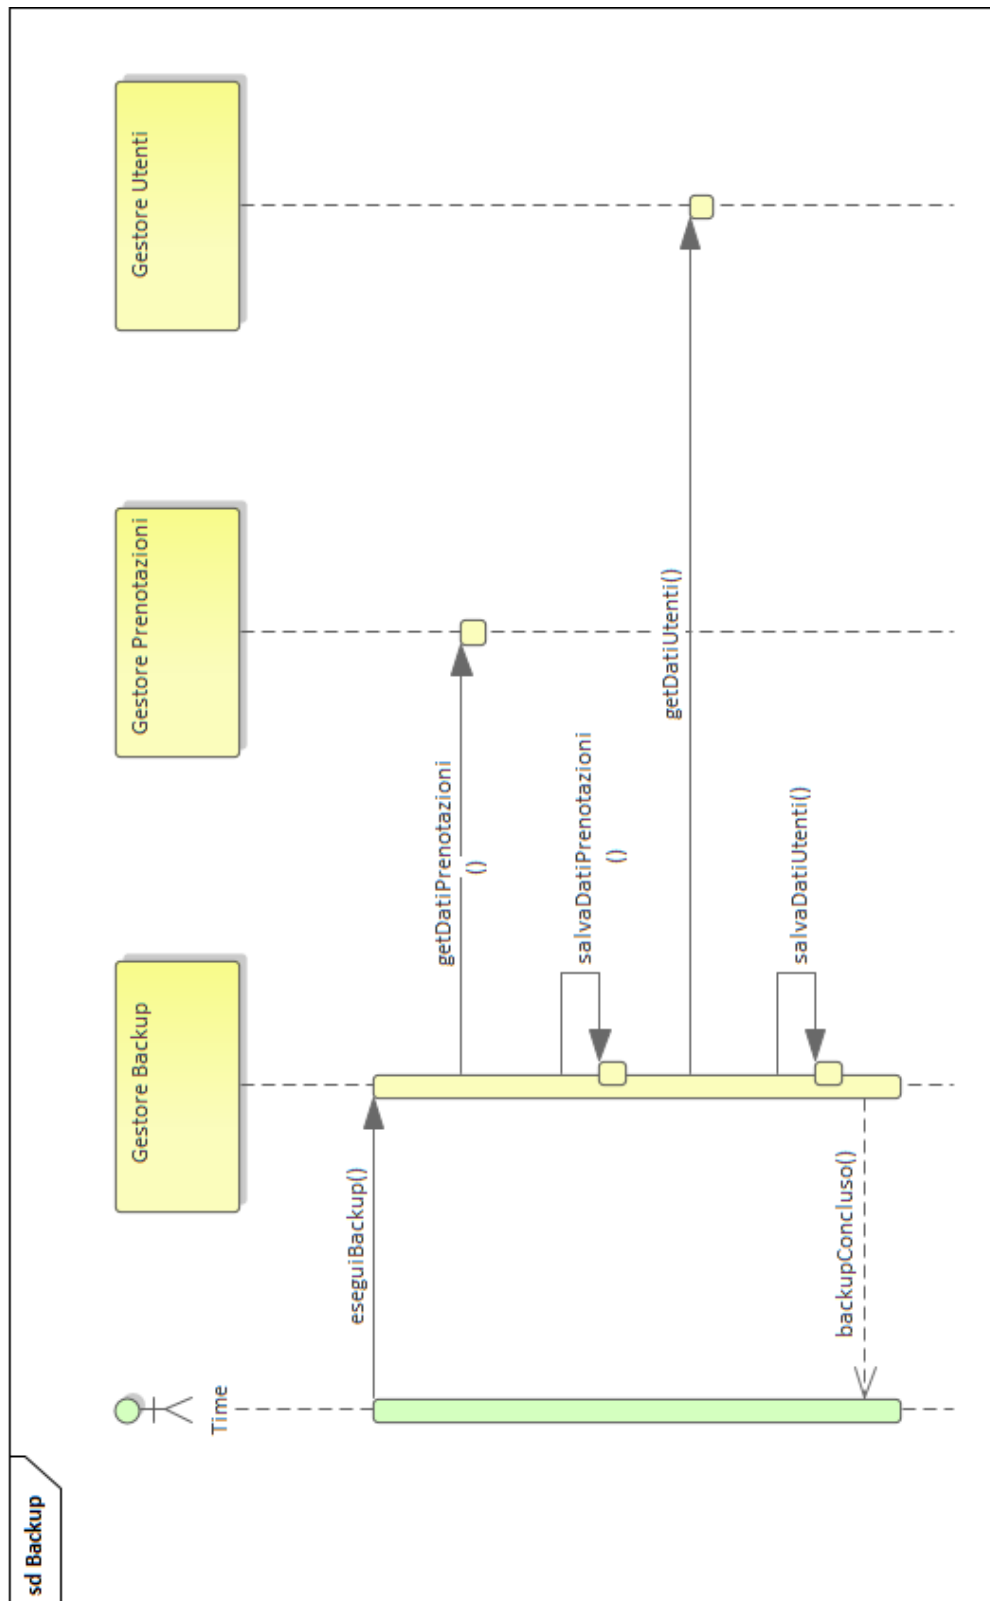 sd Backup
Time
Gestore Backup
Gestore Prenotazioni
Gestore Utenti
eseguiBackup()
getDatiPrenotazioni
()
salvaDatiPrenotazioni
()
getDatiUtenti()
salvaDatiUtenti()
backupConcluso()